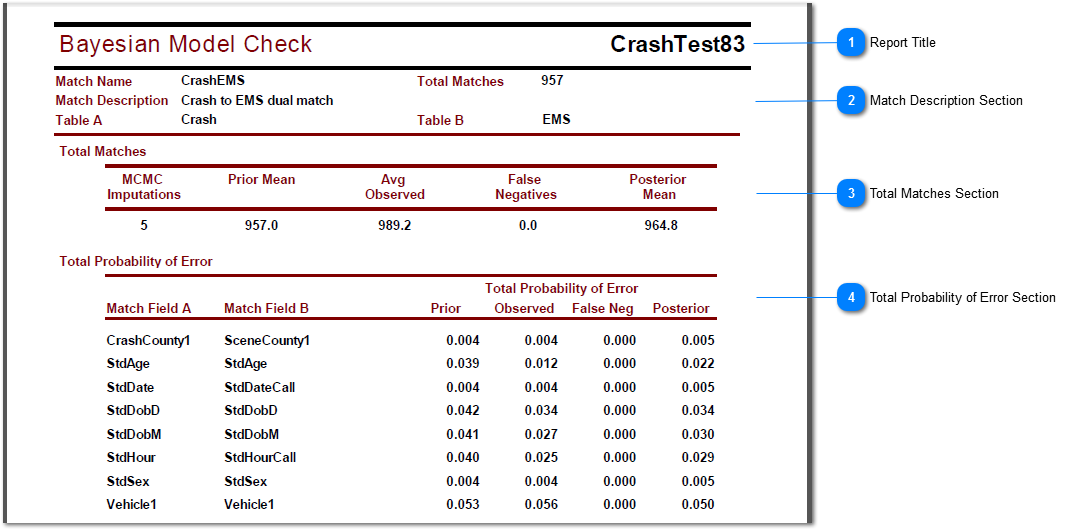 Bayesian Model Check CrashTest83
1 Report Title
Match Name CrashEMS Total Matches 957
Match Description Crash to EMS dual match
2 Match Description Section
Table A Crash Table B EMS
Total Matches
MCMC Imputations Prior Mean Avg Observed False Negatives Posterior Mean
3 Total Matches Section
5 957.0 989.2 0.0 964.8
Total Probability of Error
Total Probability of Error
4 Total Probability of Error Section
Match Field A Match Field B Prior Observed False Neg Posterior
CrashCounty1 SceneCounty1 0.004 0.004 0.000 0.005
StdAge StdAge 0.039 0.012 0.000 0.022
StdDate StdDateCall 0.004 0.004 0.000 0.005
StdDobD StdDobD 0.042 0.034 0.000 0.034
StdDobM StdDobM 0.041 0.027 0.000 0.030
StdHour StdHourCall 0.040 0.025 0.000 0.029
StdSex StdSex 0.004 0.004 0.000 0.005
Vehicle1 Vehicle1 0.053 0.056 0.000 0.050